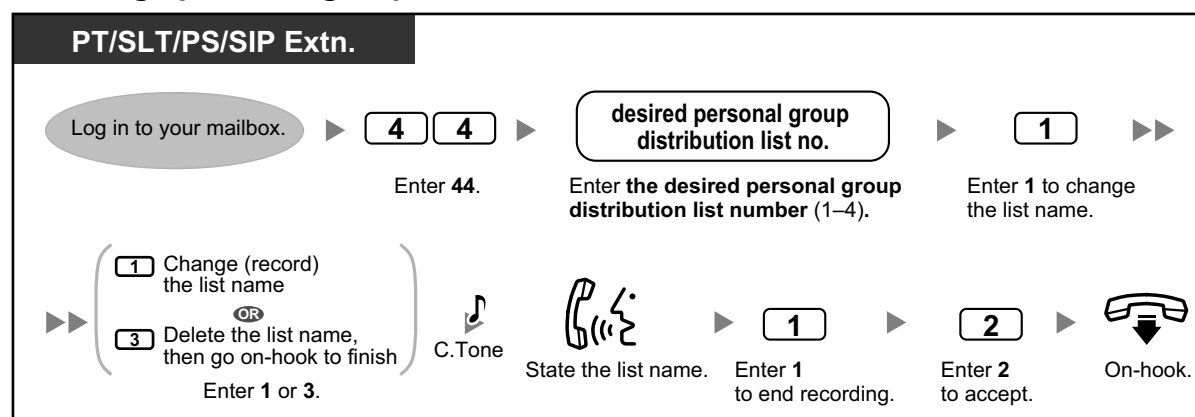 PT/SLT/PS/SIP Extn.
Log in to your mailbox.
4 4
desired personal group
distribution list no.
1
Enter 44.
Enter the desired personal group
distribution list number (1–4).
Enter 1 to change
the list name.
1 Change (record)
the list name
OR
3 Delete the list name,
then go on-hook to finish
Enter 1 or 3.
C.Tone
State the list name.
1
Enter 1
to end recording.
2
Enter 2
to accept.
On-hook.